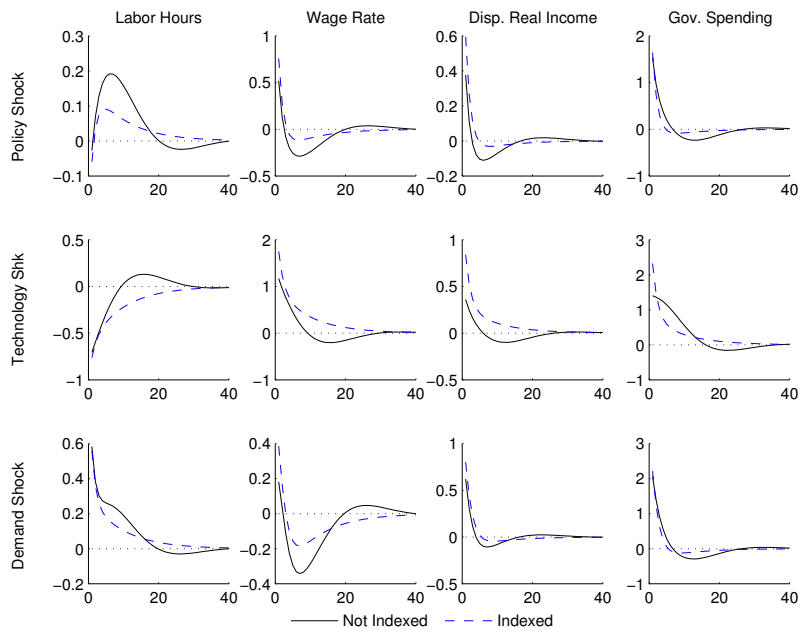 Labor Hours Wage Rate Disp. Real Income Gov. Spending
Policy Shock
0.3 0.2 0.1 0 −0.1 0 20 40
1 0.5 0 −0.5 0 20 40
0.6 0.4 0.2 0 −0.2 0 20 40
2 1 0 −1 0 20 40
Technology Shk
0.5 0 −0.5 −1 0 20 40
2 1 0 1 0 20 40
1 0.5 0 −0.5 0 20 40
3 2 1 0 −1 0 20 40
Demand Shock
0.6 0.4 0.2 0 −0.2 0 20 40
0.4 0.2 0 −0.2 −0.4 0 20 40
1 0.5 0 −0.5 0 20 40
3 2 1 0 −1 0 20 40
Not Indexed Indexed